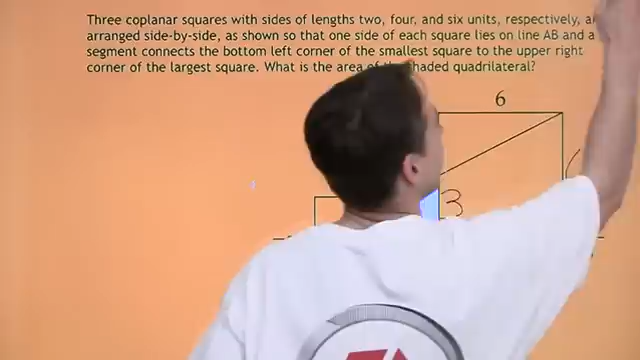 Three coplanar squares with sides of lengths two, four, and six units, respectively,
arranged side-by-side, as shown so that one side of each square lies on line AB and a
segment connects the bottom left corner of the smallest square to the upper right
corner of the largest square. What is the area of the shaded quadrilateral?
6
3